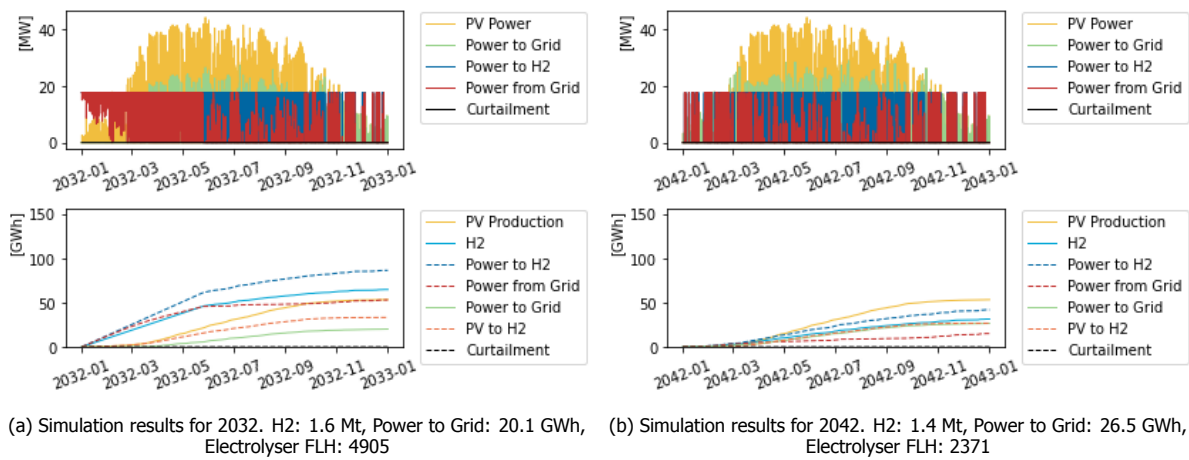 [MW]
40
20
0
2032-01
2032-03
2032-05
2032-07
2032-09
2032-11
2033-01
PV Power
Power to Grid
Power to H2
Power from Grid
Curtailment
[MW]
40
20
0
2042-01
2042-03
2042-05
2042-07
2042-09
2042-11
2043-01
PV Power
Power to Grid
Power to H2
Power from Grid
Curtailment
[GWh]
150
100
50
0
2032-01
2032-03
2032-05
2032-07
2032-09
2032-11
2033-01
PV Production
H2
Power to H2
Power from Grid
Power to Grid
PV to H2
Curtailment
[GWh]
150
100
50
0
2042-01
2042-03
2042-05
2042-07
2042-09
2042-11
2043-01
PV Production
H2
Power to H2
Power from Grid
Power to Grid
PV to H2
Curtailment
(a) Simulation results for 2032. H2: 1.6 Mt, Power to Grid: 20.1 GWh,
Electrolyser FLH: 4905
(b) Simulation results for 2042. H2: 1.4 Mt, Power to Grid: 26.5 GWh,
Electrolyser FLH: 2371